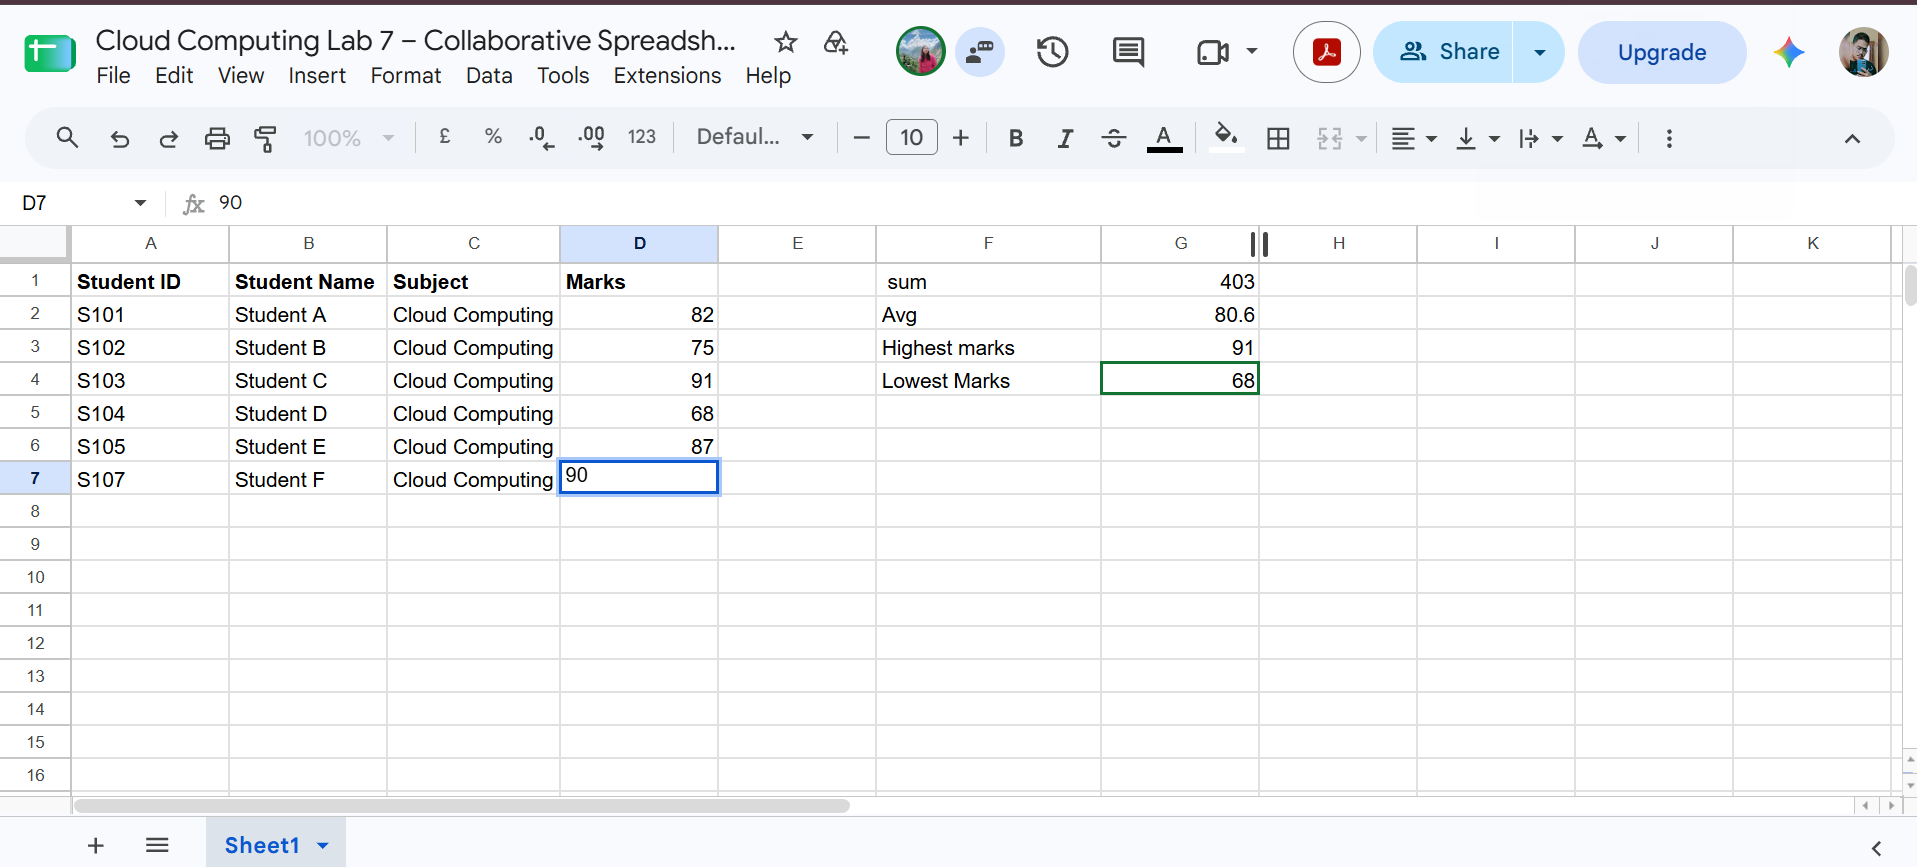 Cloud Computing Lab 7 – Collaborative Spreadsh...
File Edit View Insert Format Data Tools Extensions Help
Share
Upgrade
100% £ % .0 .00 123 Defaul... 10 B I A A
D7 fx 90
A B C D E F G H I J K
1 Student ID Student Name Subject Marks sum 403
2 S101 Student A Cloud Computing 82 Avg 80.6
3 S102 Student B Cloud Computing 75 Highest marks 91
4 S103 Student C Cloud Computing 91 Lowest Marks 68
5 S104 Student D Cloud Computing 68
6 S105 Student E Cloud Computing 87
7 S107 Student F Cloud Computing 90
8
9
10
11
12
13
14
15
16
Sheet1